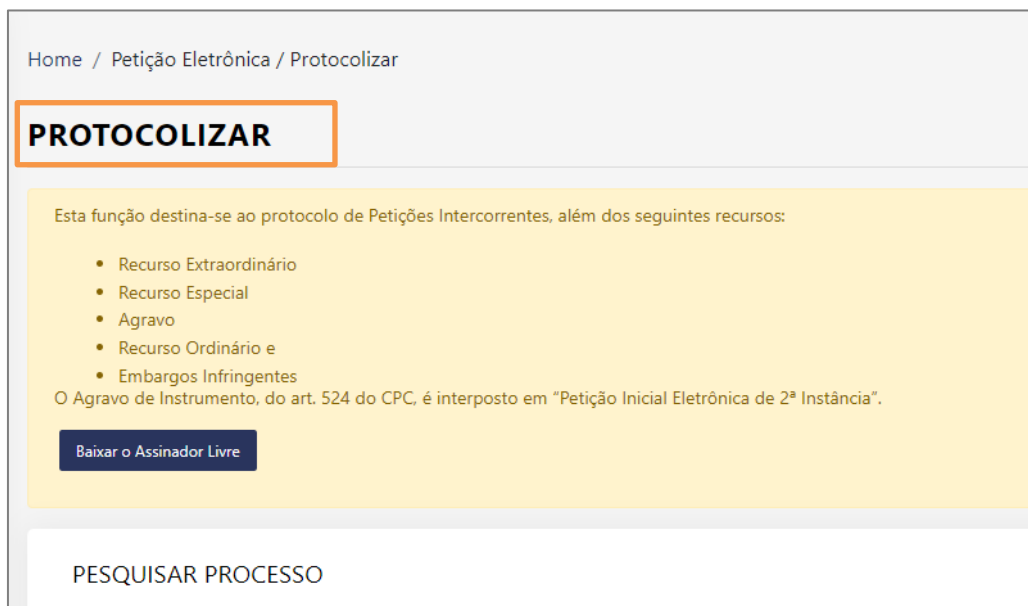 Home / Petição Eletrônica / Protocolizar
PROTOCOLIZAR
Esta função destina-se ao protocolo de Petições Intercorrentes, além dos seguintes recursos:
• Recurso Extraordinário
• Recurso Especial
• Agravo
• Recurso Ordinário e
• Embargos Infringentes
O Agravo de Instrumento, do art. 524 do CPC, é interposto em “Petição Inicial Eletrônica de 2ª Instância”.
Baixar o Assinador Livre
PESQUISAR PROCESSO